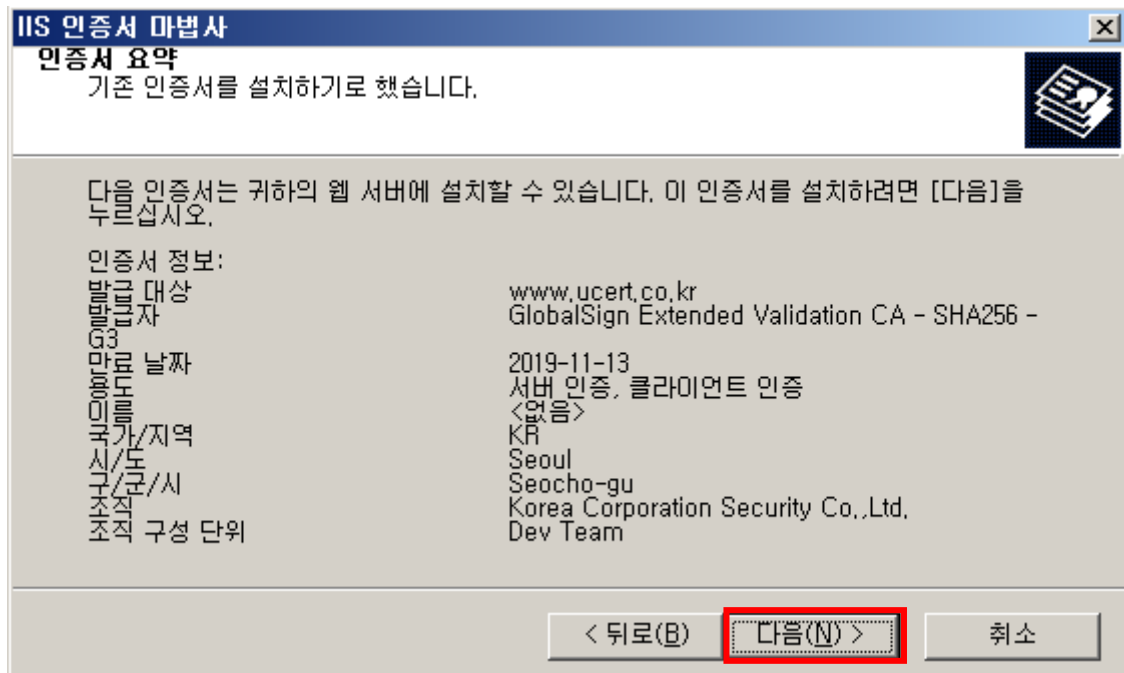 IIS 인증서 마법사
인증서 요약
기존 인증서를 설치하기로 했습니다.
다음 인증서는 귀하의 웹 서버에 설치할 수 있습니다. 이 인증서를 설치하려면 [다음]을
누르십시오.
인증서 정보:
발급 대상 www.ucert.co.kr
발급자 GlobalSign Extended Validation CA - SHA256 -
G3
만료 날짜 2019-11-13
용도 서버 인증, 클라이언트 인증
이름 <없음>
국가/지역 KR
시/도 Seoul
구/군/시 Seocho-gu
조직 Korea Corporation Security Co.,Ltd.
조직 구성 단위 Dev Team
< 뒤로(B) 다음(N) > 취소